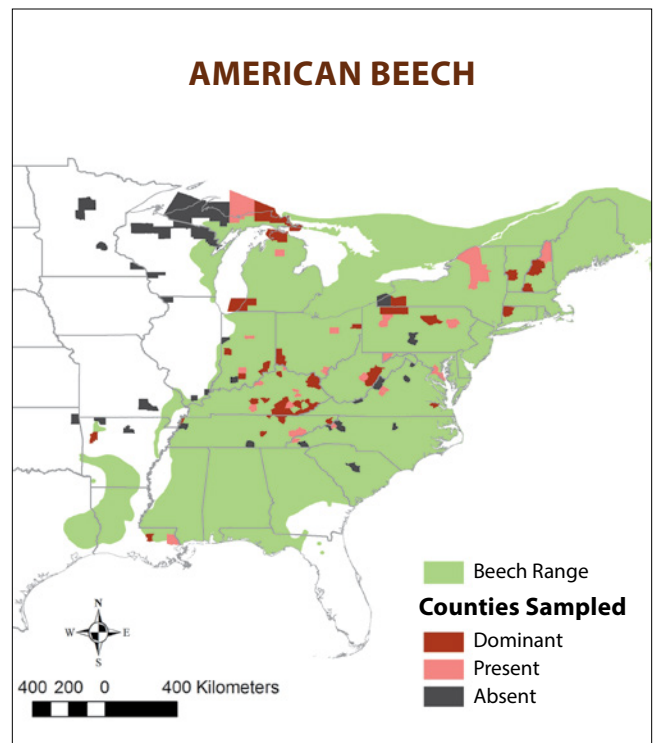 AMERICAN BEECH
Beech Range
Counties Sampled
Dominant
Present
Absent
N
W E
S
400 200 0 400 Kilometers